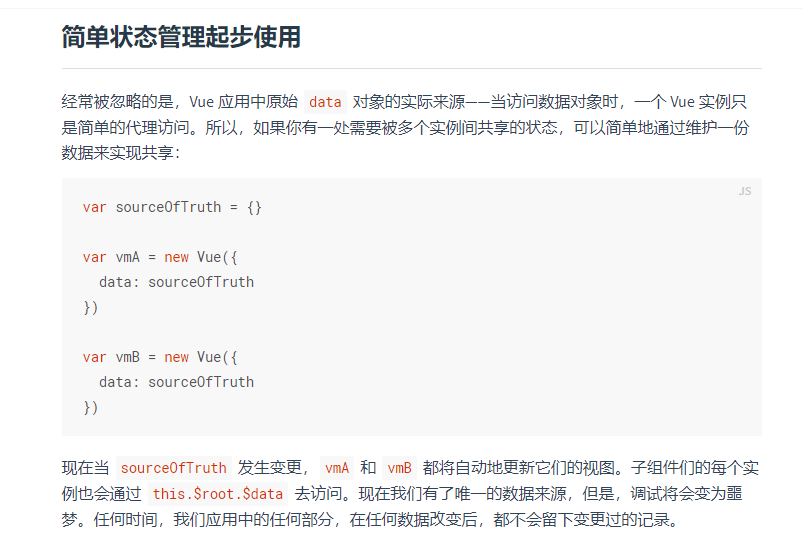 简单状态管理起步使用
经常被忽略的是，Vue 应用中原始 data 对象的实际来源——当访问数据对象时，一个 Vue 实例只
是简单的代理访问。所以，如果你有一处需要被多个实例间共享的状态，可以简单地通过维护一份
数据来实现共享：
JS
var sourceOfTruth = {}
var vmA = new Vue({
  data: sourceOfTruth
})
var vmB = new Vue({
  data: sourceOfTruth
})
现在当 sourceOfTruth 发生变更，vmA 和 vmB 都将自动地更新它们的视图。子组件们的每个实
例也会通过 this.$root.$data 去访问。现在我们有了唯一的数据来源，但是，调试将会变为噩
梦。任何时间，我们应用中的任何部分，在任何数据改变后，都不会留下变更过的记录。